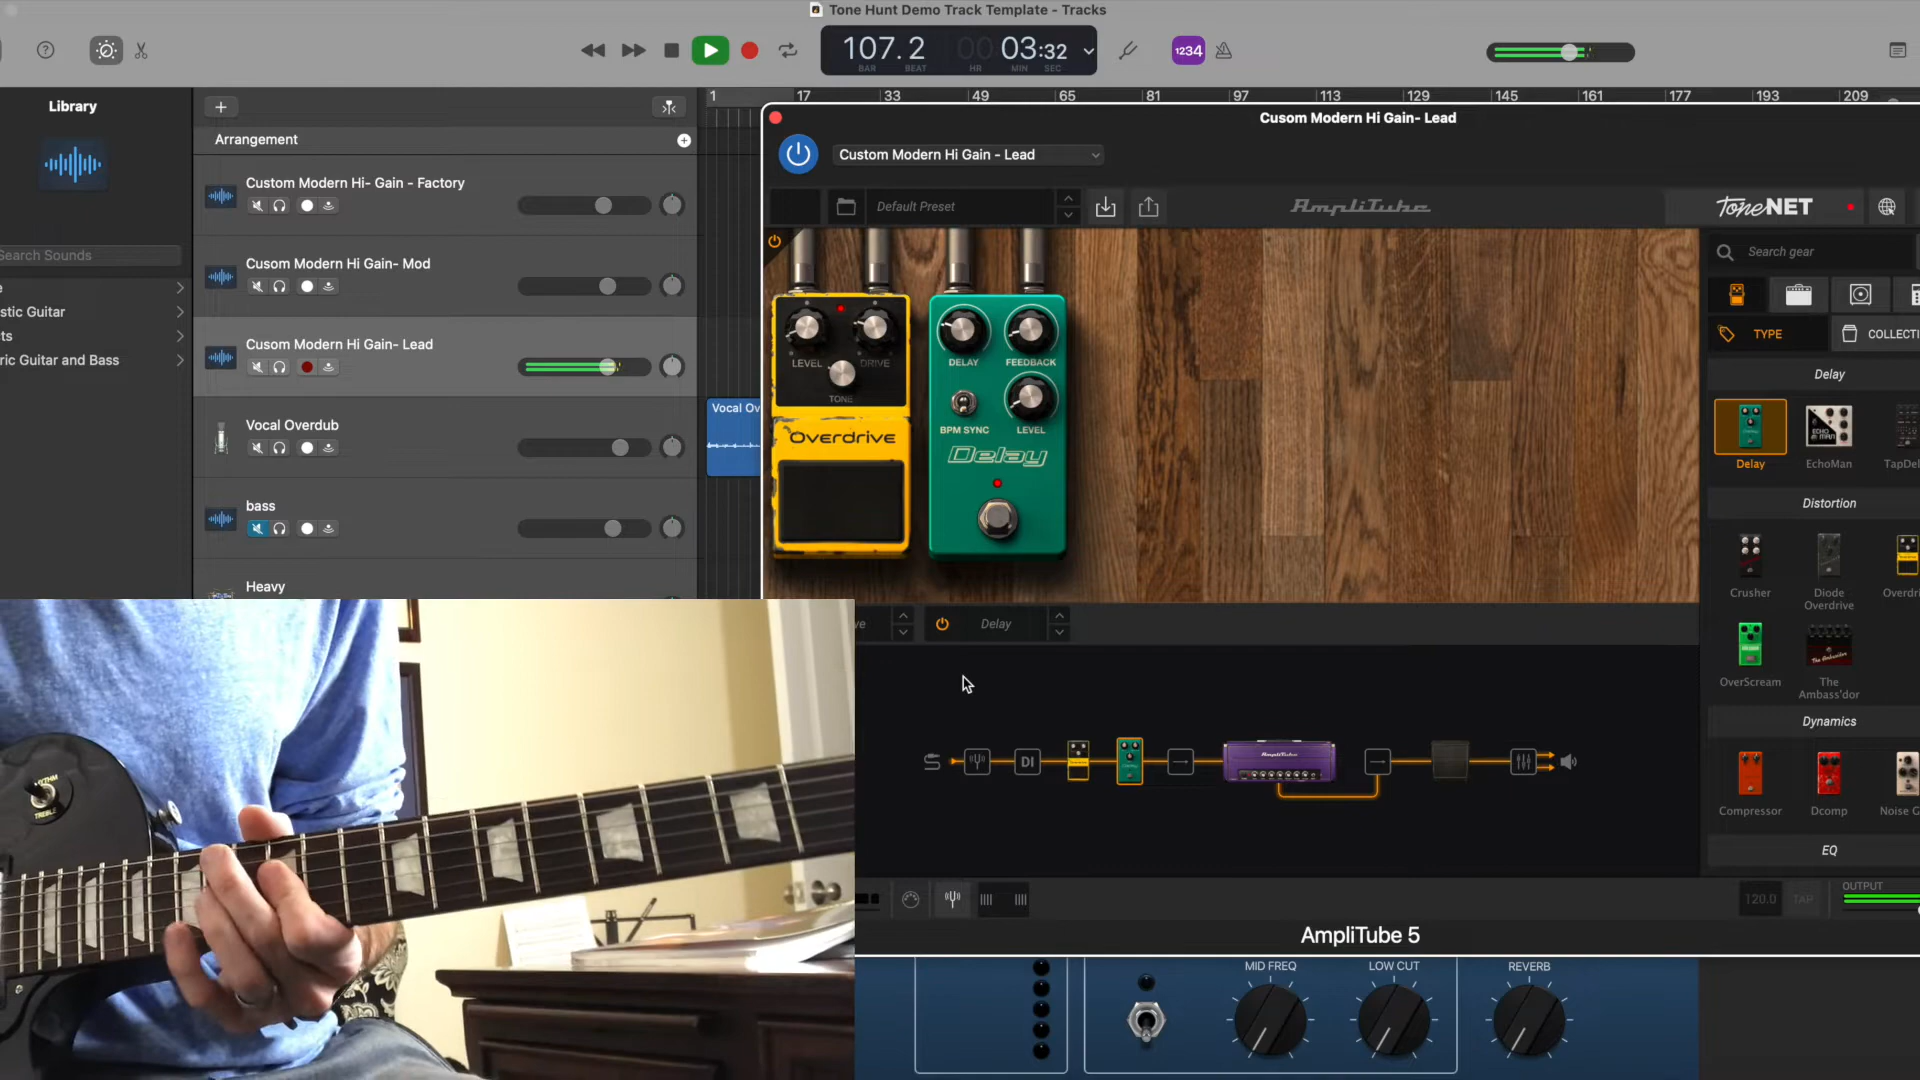 Tone Hunt Demo Track Template - Tracks
107.2
BAR BEAT
00 03:32
HR MIN SEC
1234
Library
Search Sounds
e
stic Guitar
ts
ric Guitar and Bass
Arrangement
1 17 33 49 65 81 97 113 129 145 161 177 193 209
Custom Modern Hi- Gain - Factory
Cusom Modern Hi Gain- Mod
Cusom Modern Hi Gain- Lead
Vocal Overdub
bass
Heavy
Vocal Ov
Cusom Modern Hi Gain- Lead
Custom Modern Hi Gain - Lead
Default Preset
AmpliTube
ToneNET
LEVEL
DRIVE
TONE
Overdrive
DELAY
FEEDBACK
BPM SYNC
LEVEL
Delay
Search gear
TYPE
COLLECTI
Delay
Delay
EchoMan
TapDel
Distortion
Crusher
Diode
Overdrive
Overdri
OverScream
The
Ambass'dor
Dynamics
Compressor
Dcomp
Noise G
EQ
ve
Delay
DI
AmpliTube
120.0
TAP
OUTPUT
AmpliTube 5
MID FREQ
LOW CUT
REVERB
RHYTHM
TREBLE